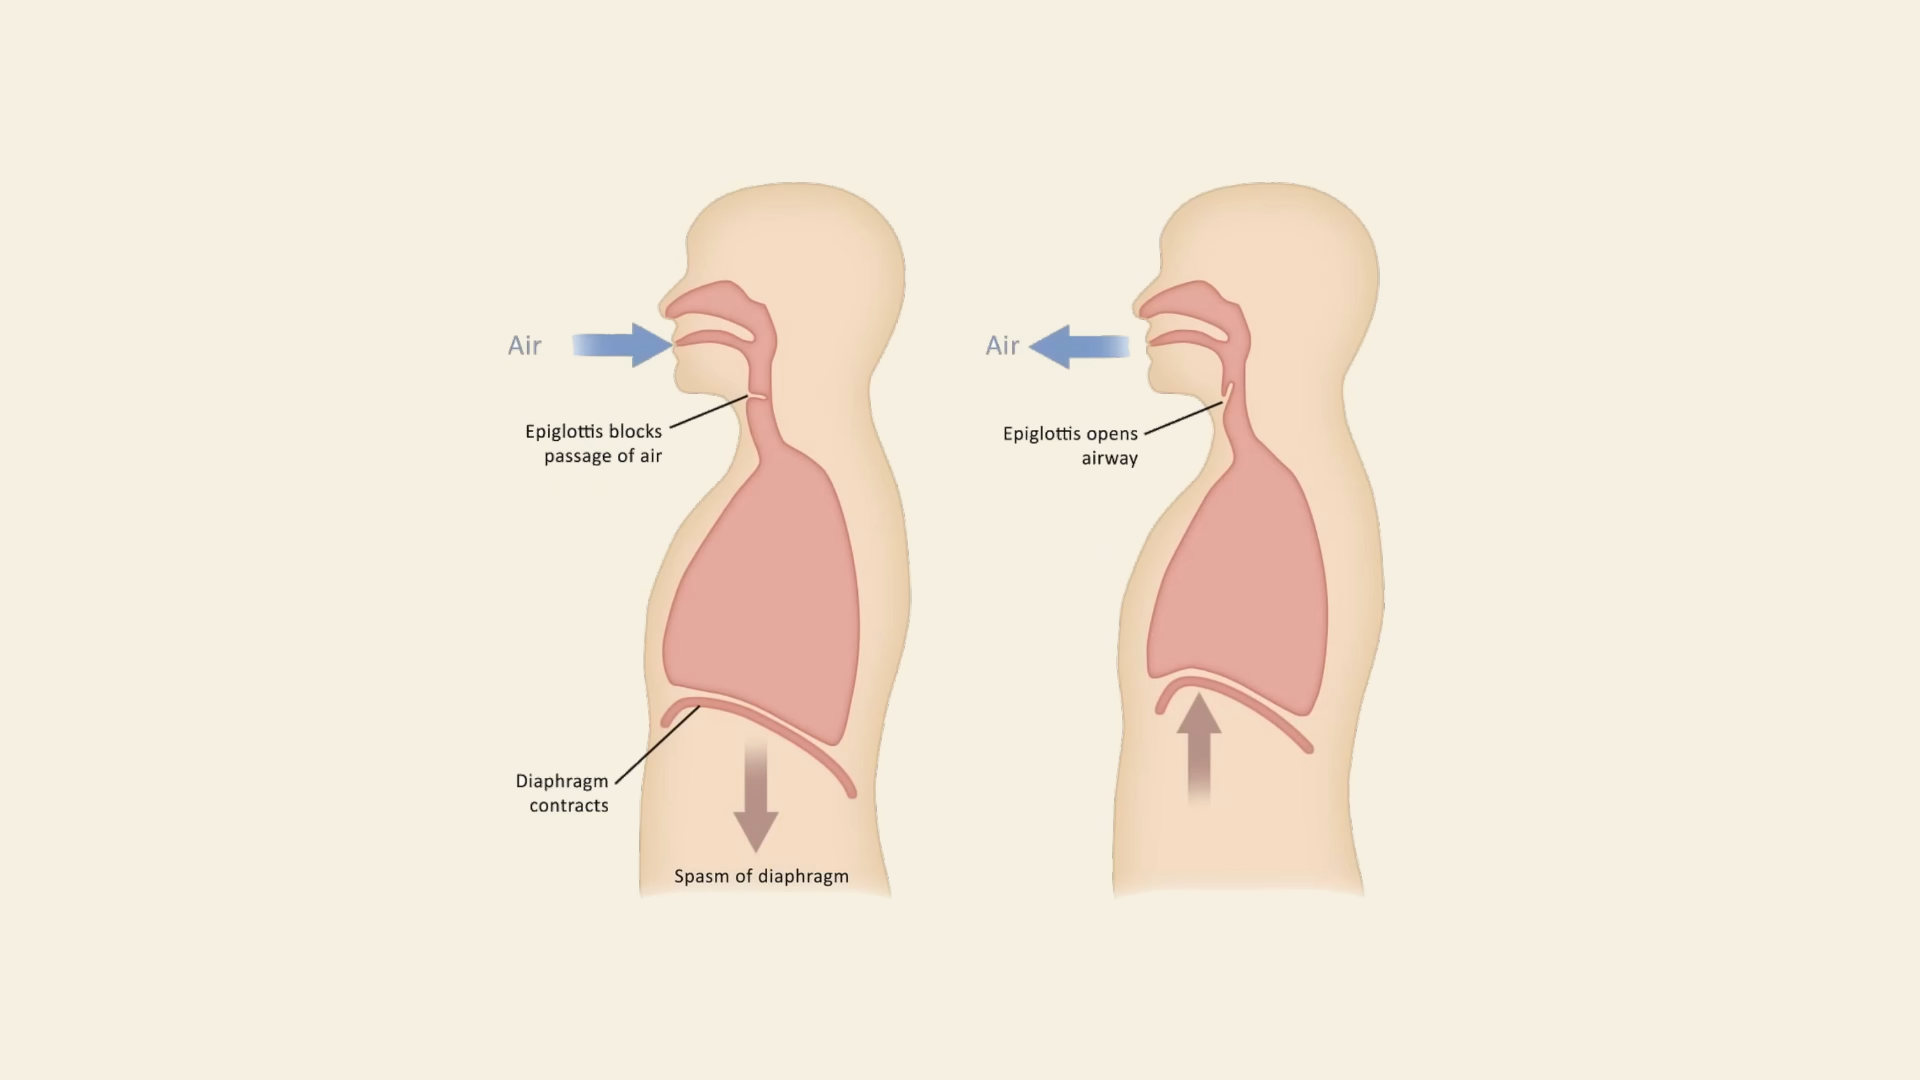 Air
Epiglottis blocks
passage of air
Diaphragm
contracts
Spasm of diaphragm
Air
Epiglottis opens
airway